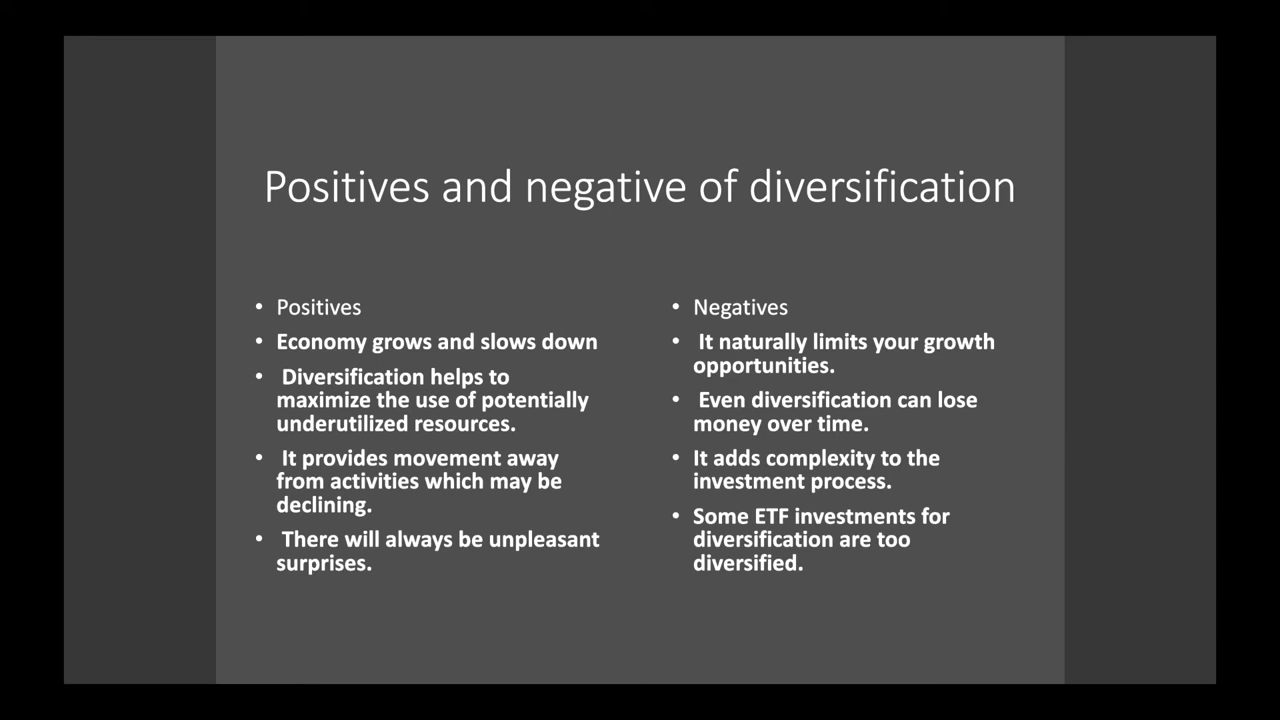 Positives and negative of diversification
• Positives
• Economy grows and slows down
• Diversification helps to
maximize the use of potentially
underutilized resources.
• It provides movement away
from activities which may be
declining.
• There will always be unpleasant
surprises.
• Negatives
• It naturally limits your growth
opportunities.
• Even diversification can lose
money over time.
• It adds complexity to the
investment process.
• Some ETF investments for
diversification are too
diversified.